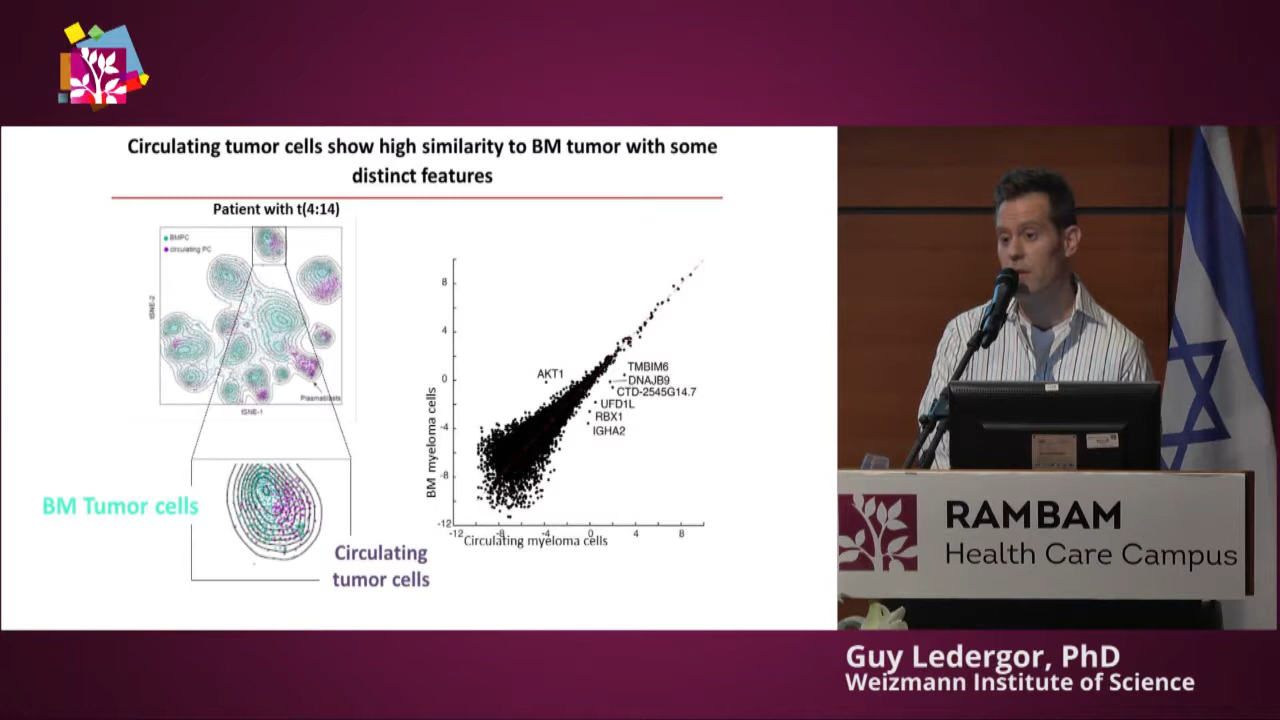 Circulating tumor cells show high similarity to BM tumor with some
distinct features
Patient with t(4:14)
BMPC
circulating PC
tSNE-2
Plasmablasts
tSNE-1
BM Tumor cells
Circulating
tumor cells
8
4
0
-4
-8
-12
BM myeloma cells
AKT1
TMBIM6
DNAJB9
CTD-2545G14.7
UFD1L
RBX1
IGHA2
-12
-8
-4
0
4
8
Circulating myeloma cells
RAMBAM
Health Care Campus
Guy Ledergor, PhD
Weizmann Institute of Science